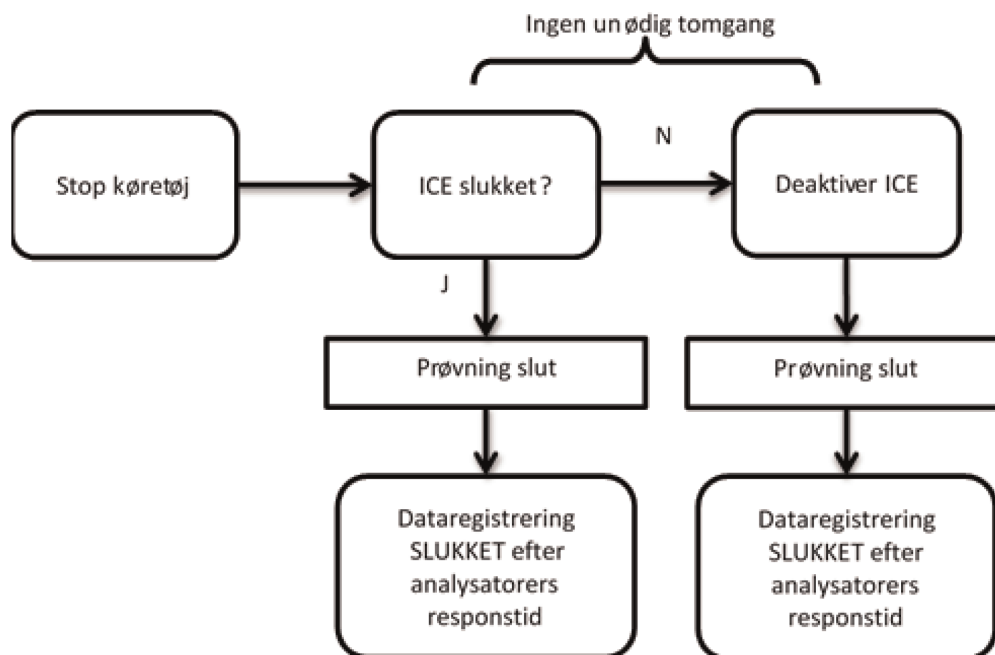 Ingen unødig tomgang
Stop køretøj
ICE slukket?
N
Deaktiver ICE
J
Prøvning slut
Prøvning slut
Dataregistrering
SLUKKET efter
analysatorers
responstid
Dataregistrering
SLUKKET efter
analysatorers
responstid